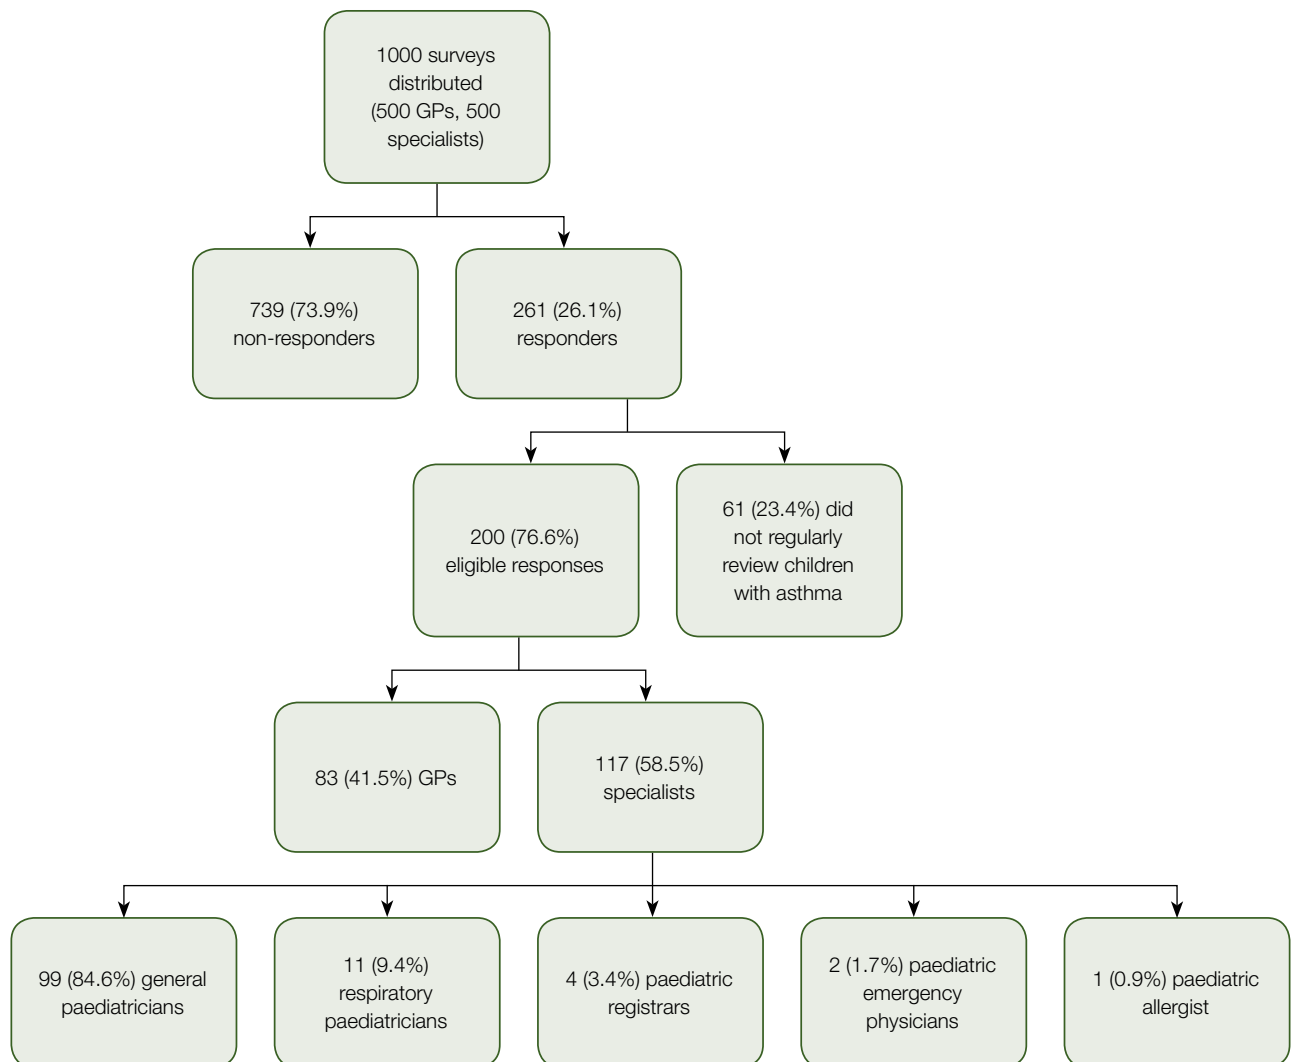 1000 surveys
distributed
(500 GPs, 500
specialists)
739 (73.9%)
non-responders
261 (26.1%)
responders
200 (76.6%)
eligible responses
61 (23.4%) did
not regularly
review children
with asthma
83 (41.5%) GPs
117 (58.5%)
specialists
99 (84.6%) general
paediatricians
11 (9.4%)
respiratory
paediatricians
4 (3.4%) paediatric
registrars
2 (1.7%) paediatric
emergency
physicians
1 (0.9%) paediatric
allergist